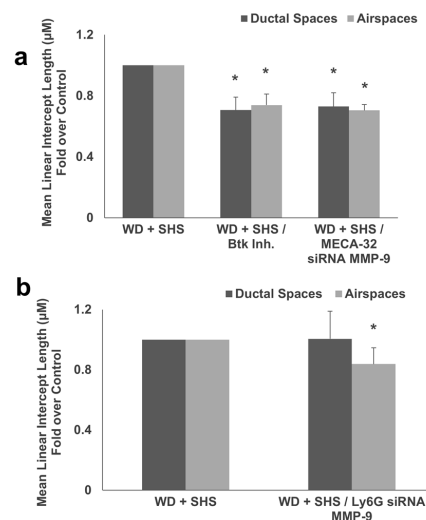 a
Ductal Spaces Airspaces
Mean Linear Intercept Length (µM)
Fold over Control
1.2
0.8
0.4
0
* * * *
WD + SHS
WD + SHS /
Btk Inh.
WD + SHS /
MECA-32
siRNA MMP-9
b
Ductal Spaces Airspaces
Mean Linear Intercept Length (µM)
Fold over Control
1.2
0.8
0.4
0
*
WD + SHS
WD + SHS / Ly6G siRNA
MMP-9